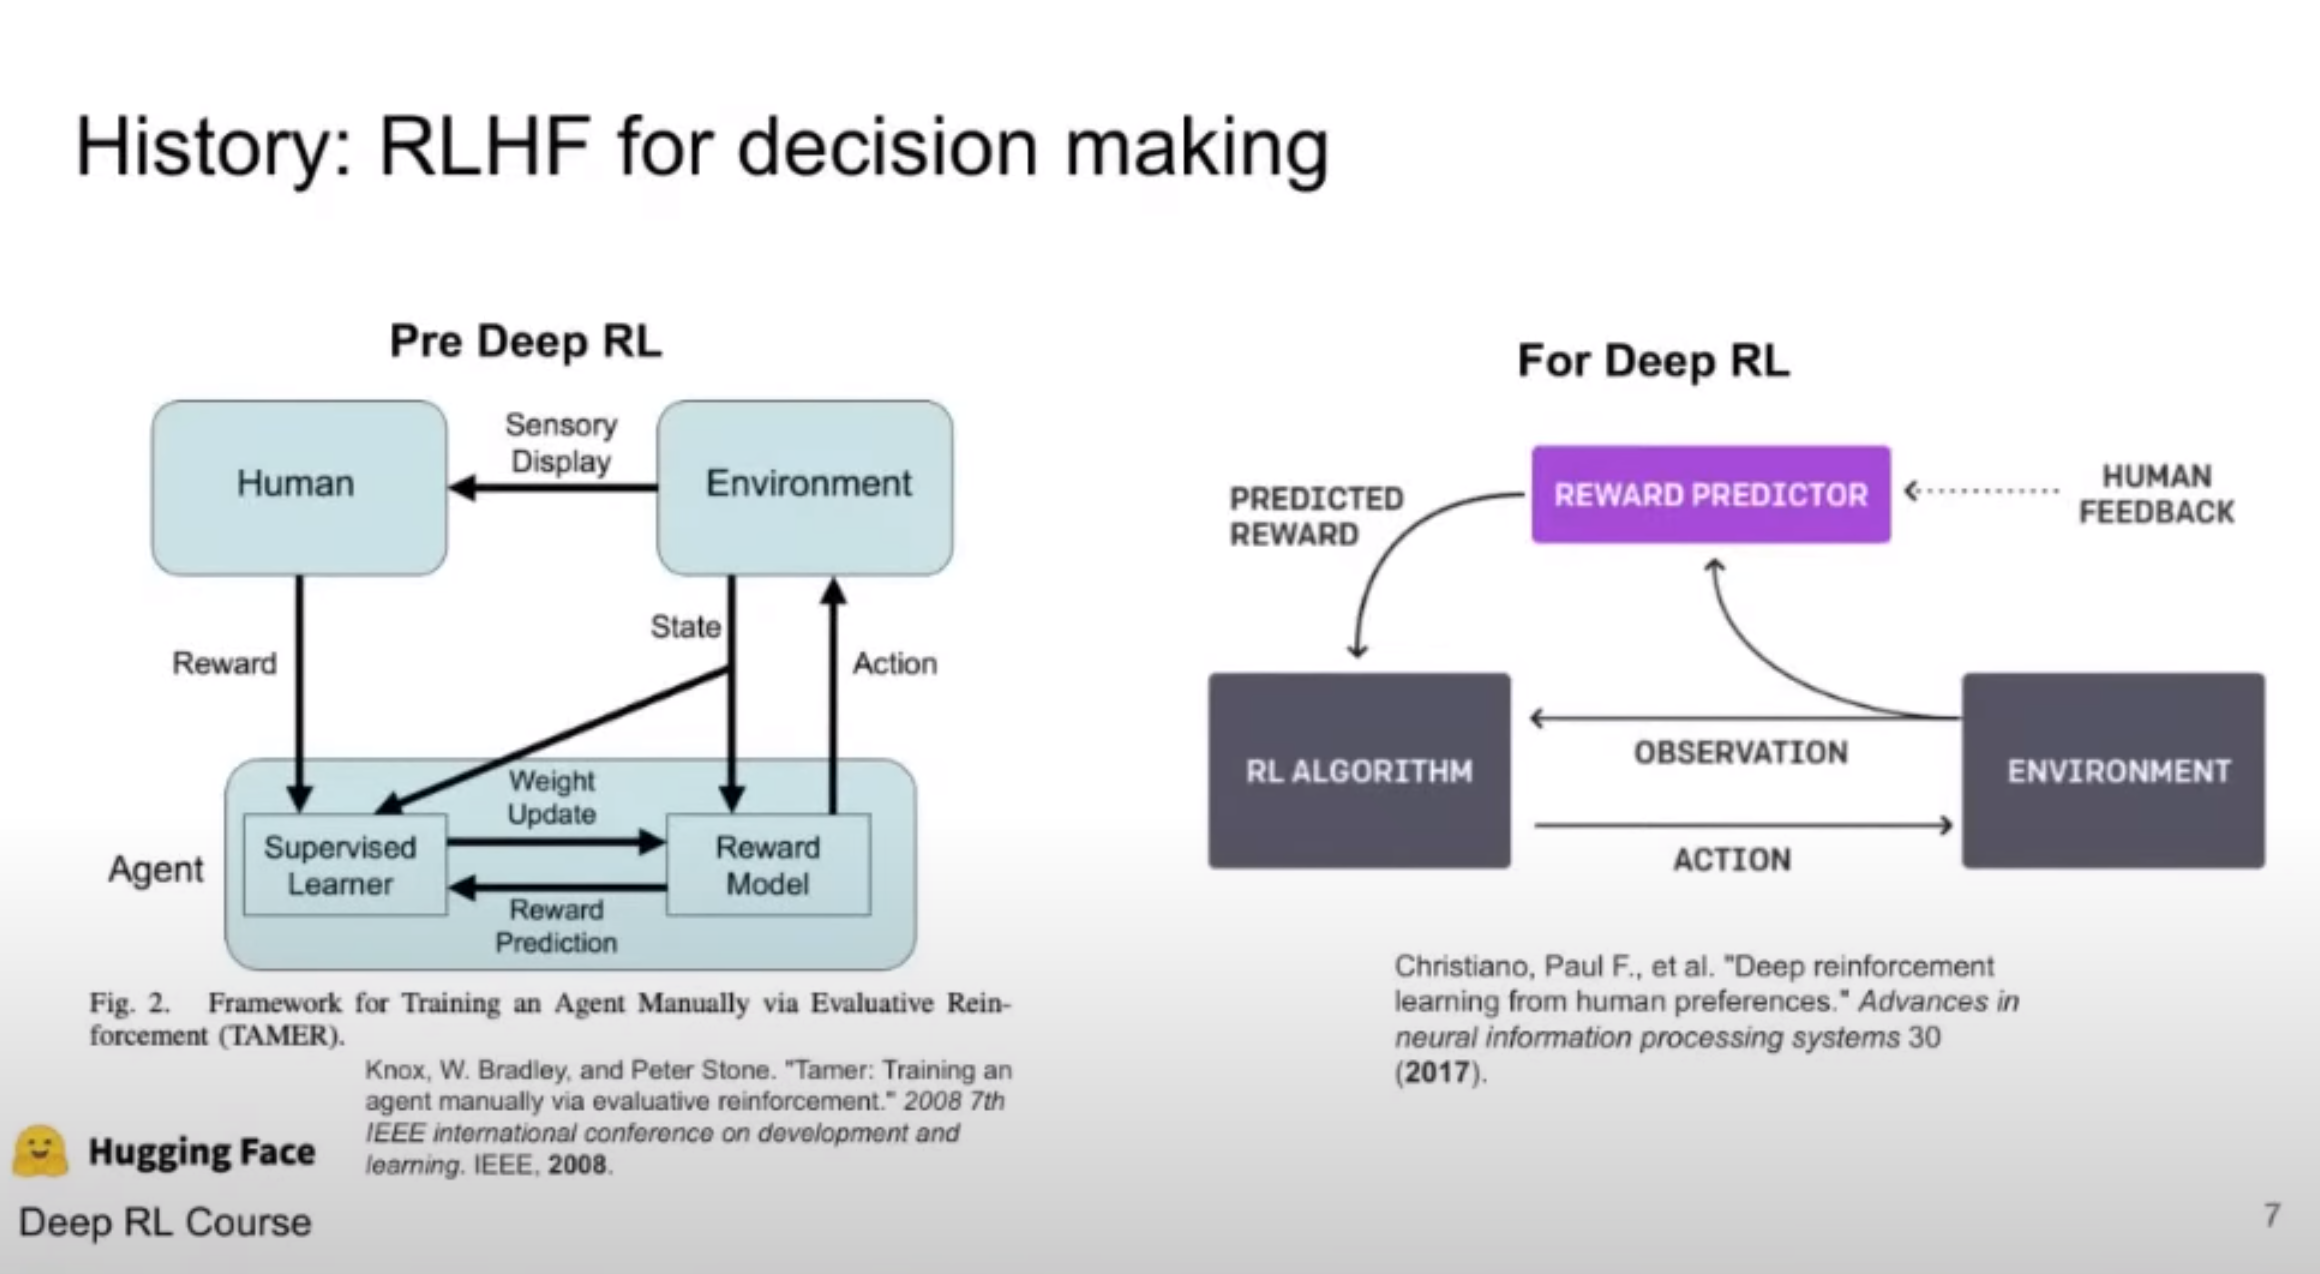 History: RLHF for decision making
Pre Deep RL
Human
Sensory
Display
Environment
Reward
State
Action
Agent
Supervised
Learner
Weight
Update
Reward
Prediction
Reward
Model
Fig. 2. Framework for Training an Agent Manually via Evaluative Rein-
forcement (TAMER).
Knox, W. Bradley, and Peter Stone. "Tamer: Training an
agent manually via evaluative reinforcement." 2008 7th
IEEE international conference on development and
learning. IEEE, 2008.
For Deep RL
REWARD PREDICTOR
HUMAN
FEEDBACK
PREDICTED
REWARD
RL ALGORITHM
OBSERVATION
ACTION
ENVIRONMENT
Christiano, Paul F., et al. "Deep reinforcement
learning from human preferences." Advances in
neural information processing systems 30
(2017).
Hugging Face
Deep RL Course
7